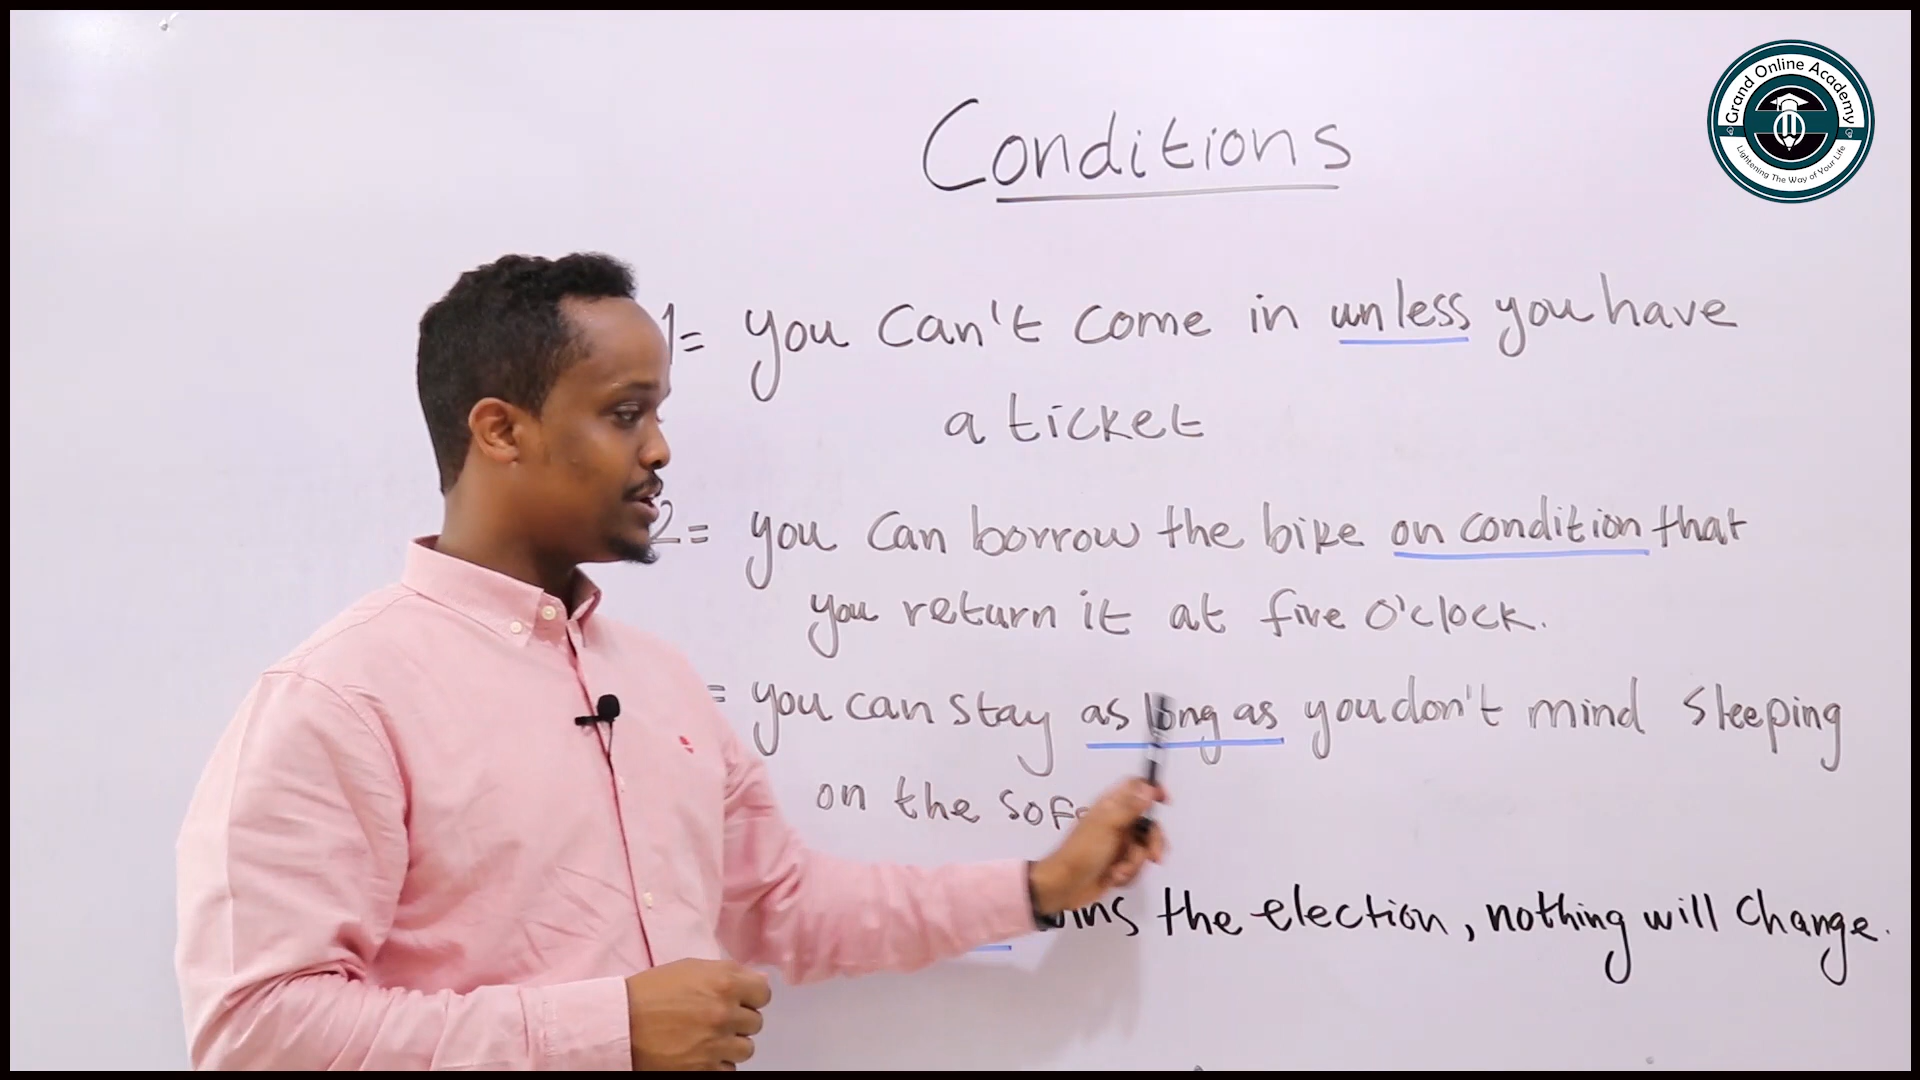 Grand Online Academy
Lightening The Way of Your Life
Conditions
1= you can't come in unless you have
a ticket
2= you can borrow the bike on condition that
you return it at five o'clock.
= you can stay as long as you don't mind sleeping
on the sofa
wins the election, nothing will change.